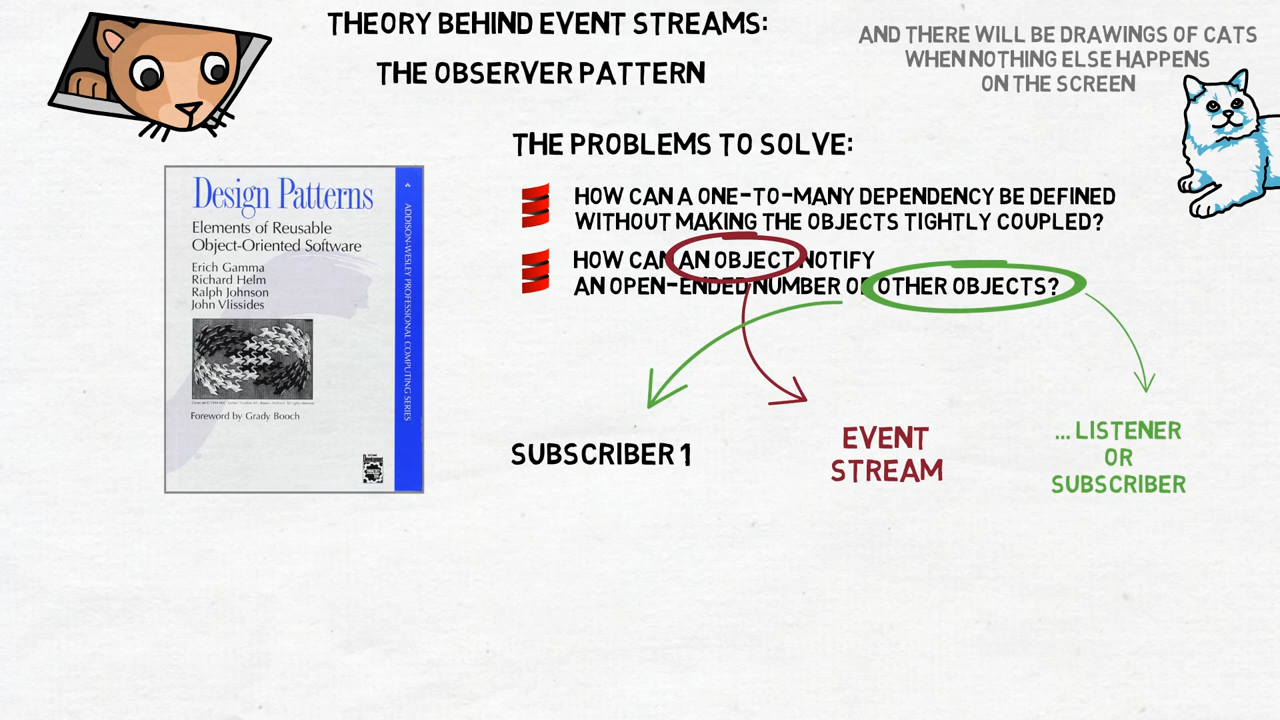 THEORY BEHIND EVENT STREAMS:
THE OBSERVER PATTERN
AND THERE WILL BE DRAWINGS OF CATS
WHEN NOTHING ELSE HAPPENS
ON THE SCREEN
THE PROBLEMS TO SOLVE:
HOW CAN A ONE-TO-MANY DEPENDENCY BE DEFINED
WITHOUT MAKING THE OBJECTS TIGHTLY COUPLED?
HOW CAN AN OBJECT NOTIFY
AN OPEN-ENDED NUMBER OF OTHER OBJECTS?
Design Patterns
Elements of Reusable
Object-Oriented Software
Erich Gamma
Richard Helm
Ralph Johnson
John Vlissides
Foreword by Grady Booch
ADDISON-WESLEY PROFESSIONAL COMPUTING SERIES
SUBSCRIBER 1
EVENT
STREAM
... LISTENER
OR
SUBSCRIBER